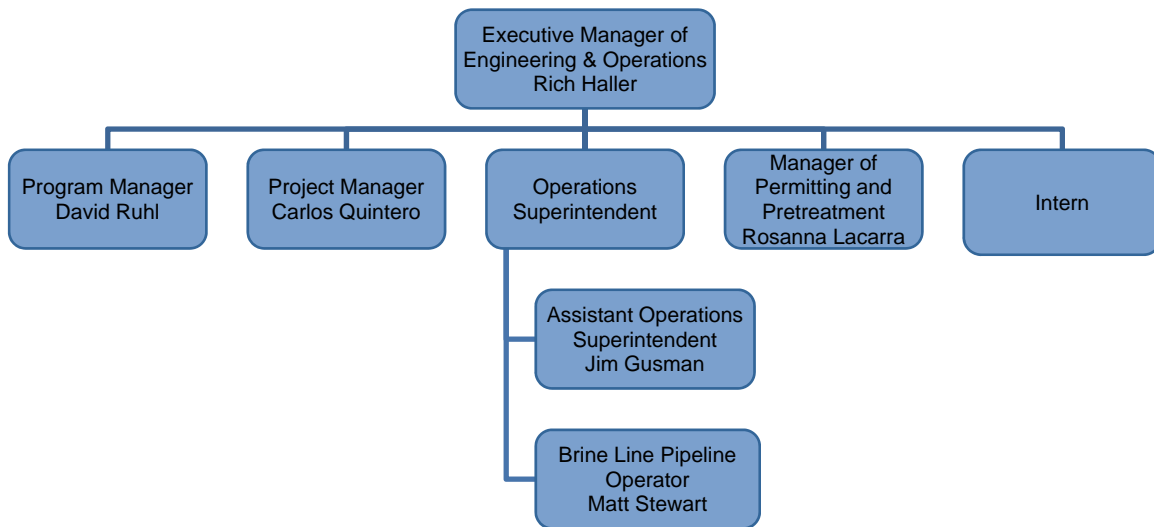 Executive Manager of
Engineering & Operations
Rich Haller
Program Manager
David Ruhl
Project Manager
Carlos Quintero
Operations
Superintendent
Manager of
Permitting and
Pretreatment
Rosanna Lacarra
Intern
Assistant Operations
Superintendent
Jim Gusman
Brine Line Pipeline
Operator
Matt Stewart